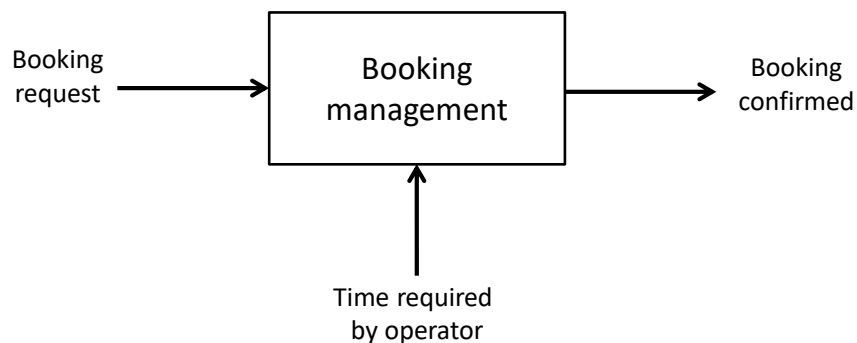 Booking
request
Booking
management
Booking
confirmed
Time required
by operator